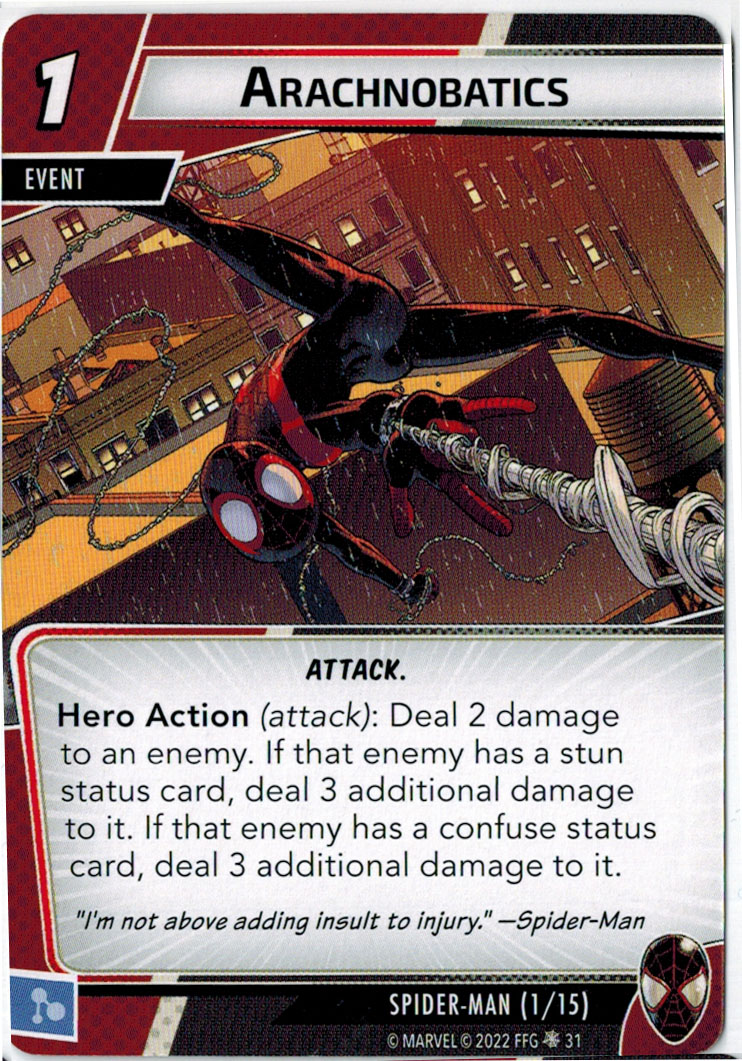 1
ARACHNOBATICS
EVENT
ATTACK.
Hero Action (attack): Deal 2 damage
to an enemy. If that enemy has a stun
status card, deal 3 additional damage
to it. If that enemy has a confuse status
card, deal 3 additional damage to it.
"I'm not above adding insult to injury." —Spider-Man
SPIDER-MAN (1/15)
© MARVEL © 2022 FFG 31